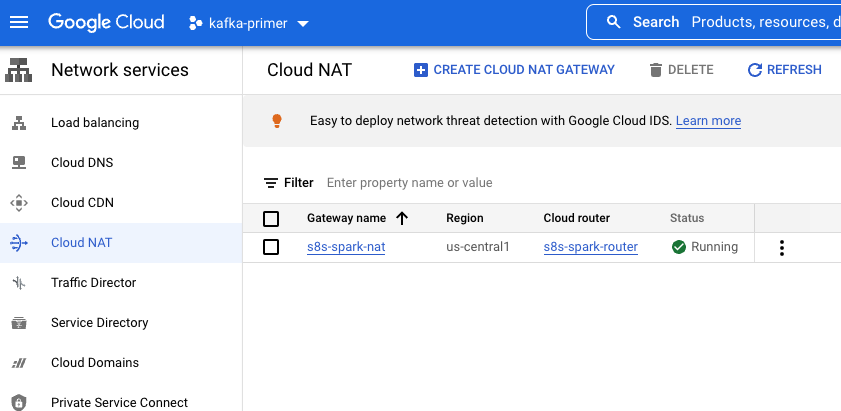 Google Cloud kafka-primer Search Products, resources, d
Network services
Cloud NAT CREATE CLOUD NAT GATEWAY DELETE REFRESH
Load balancing
Cloud DNS
Cloud CDN
Cloud NAT
Traffic Director
Service Directory
Cloud Domains
Private Service Connect
Easy to deploy network threat detection with Google Cloud IDS. Learn more
Filter Enter property name or value
Gateway name Region Cloud router Status
s8s-spark-nat us-central1 s8s-spark-router Running